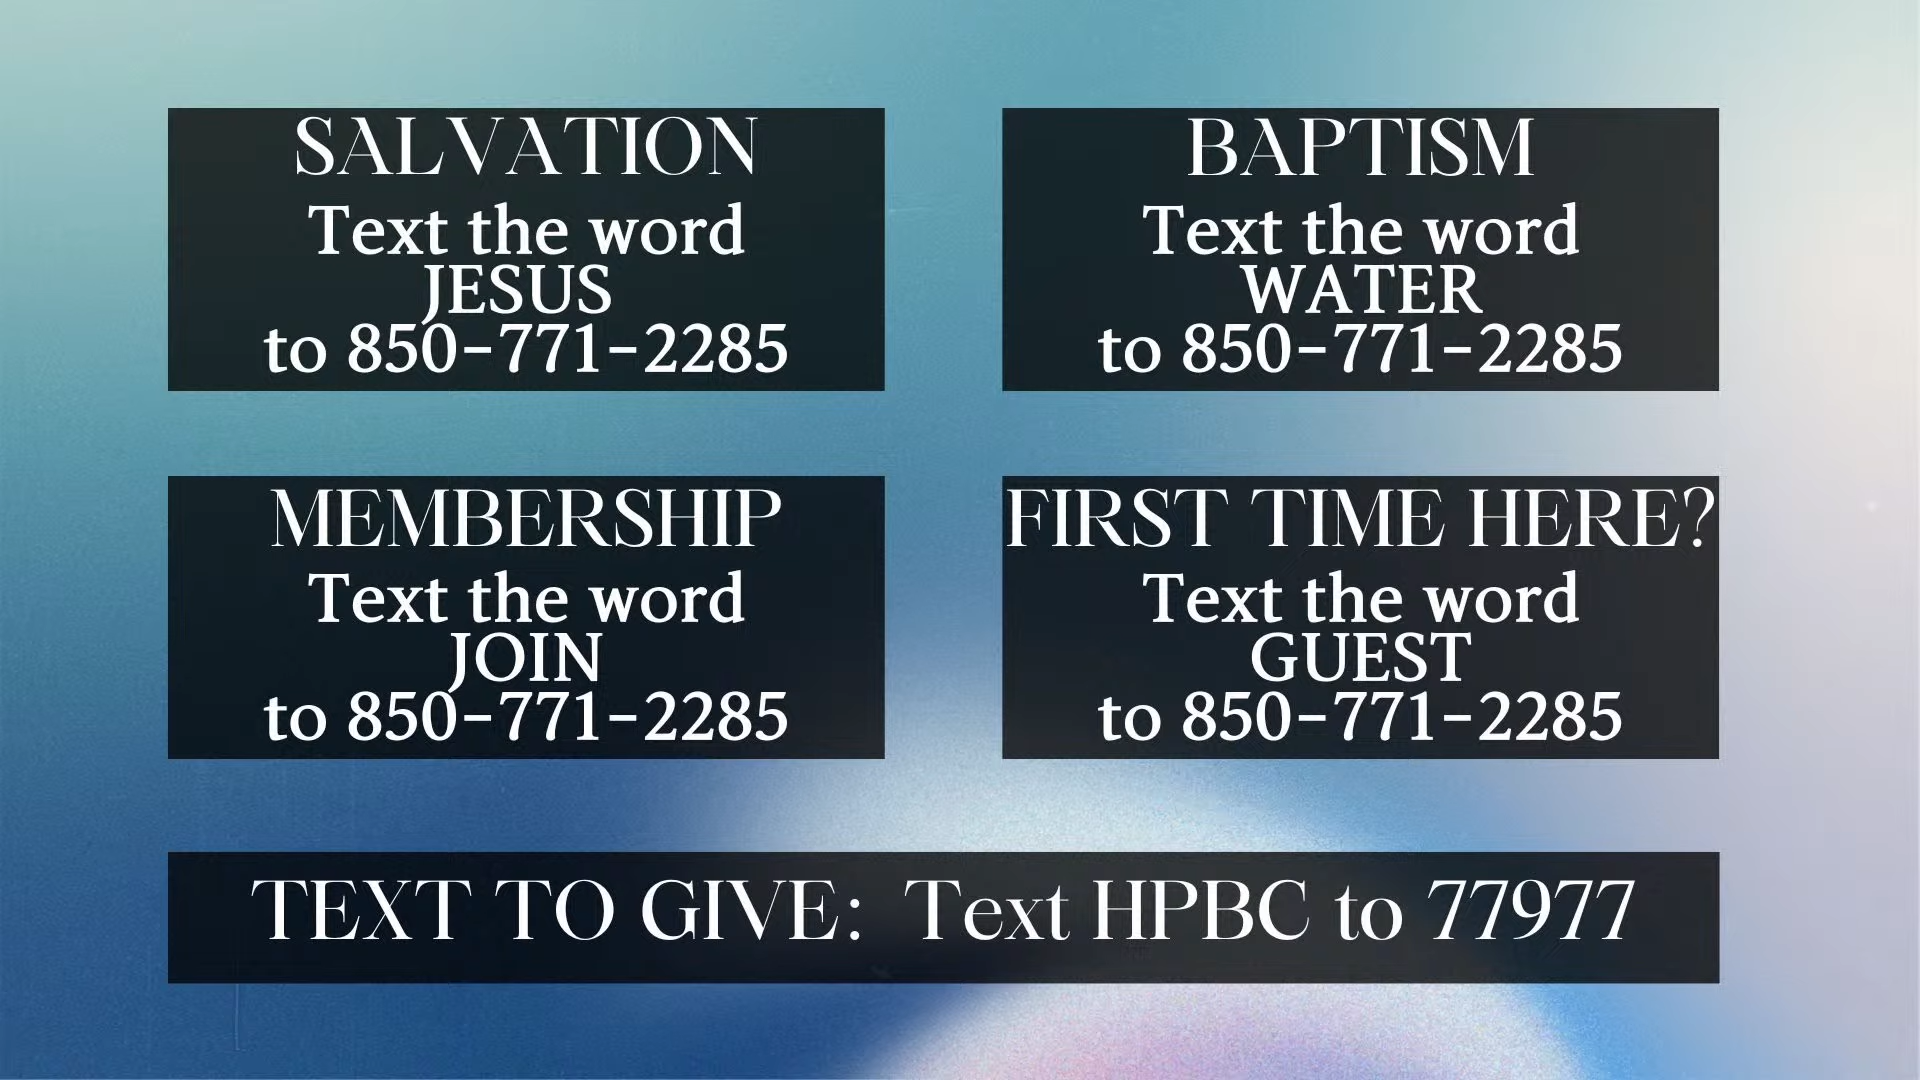 SALVATION
Text the word
JESUS
to 850-771-2285
BAPTISM
Text the word
WATER
to 850-771-2285
MEMBERSHIP
Text the word
JOIN
to 850-771-2285
FIRST TIME HERE?
Text the word
GUEST
to 850-771-2285
TEXT TO GIVE: Text HPBC to 77977